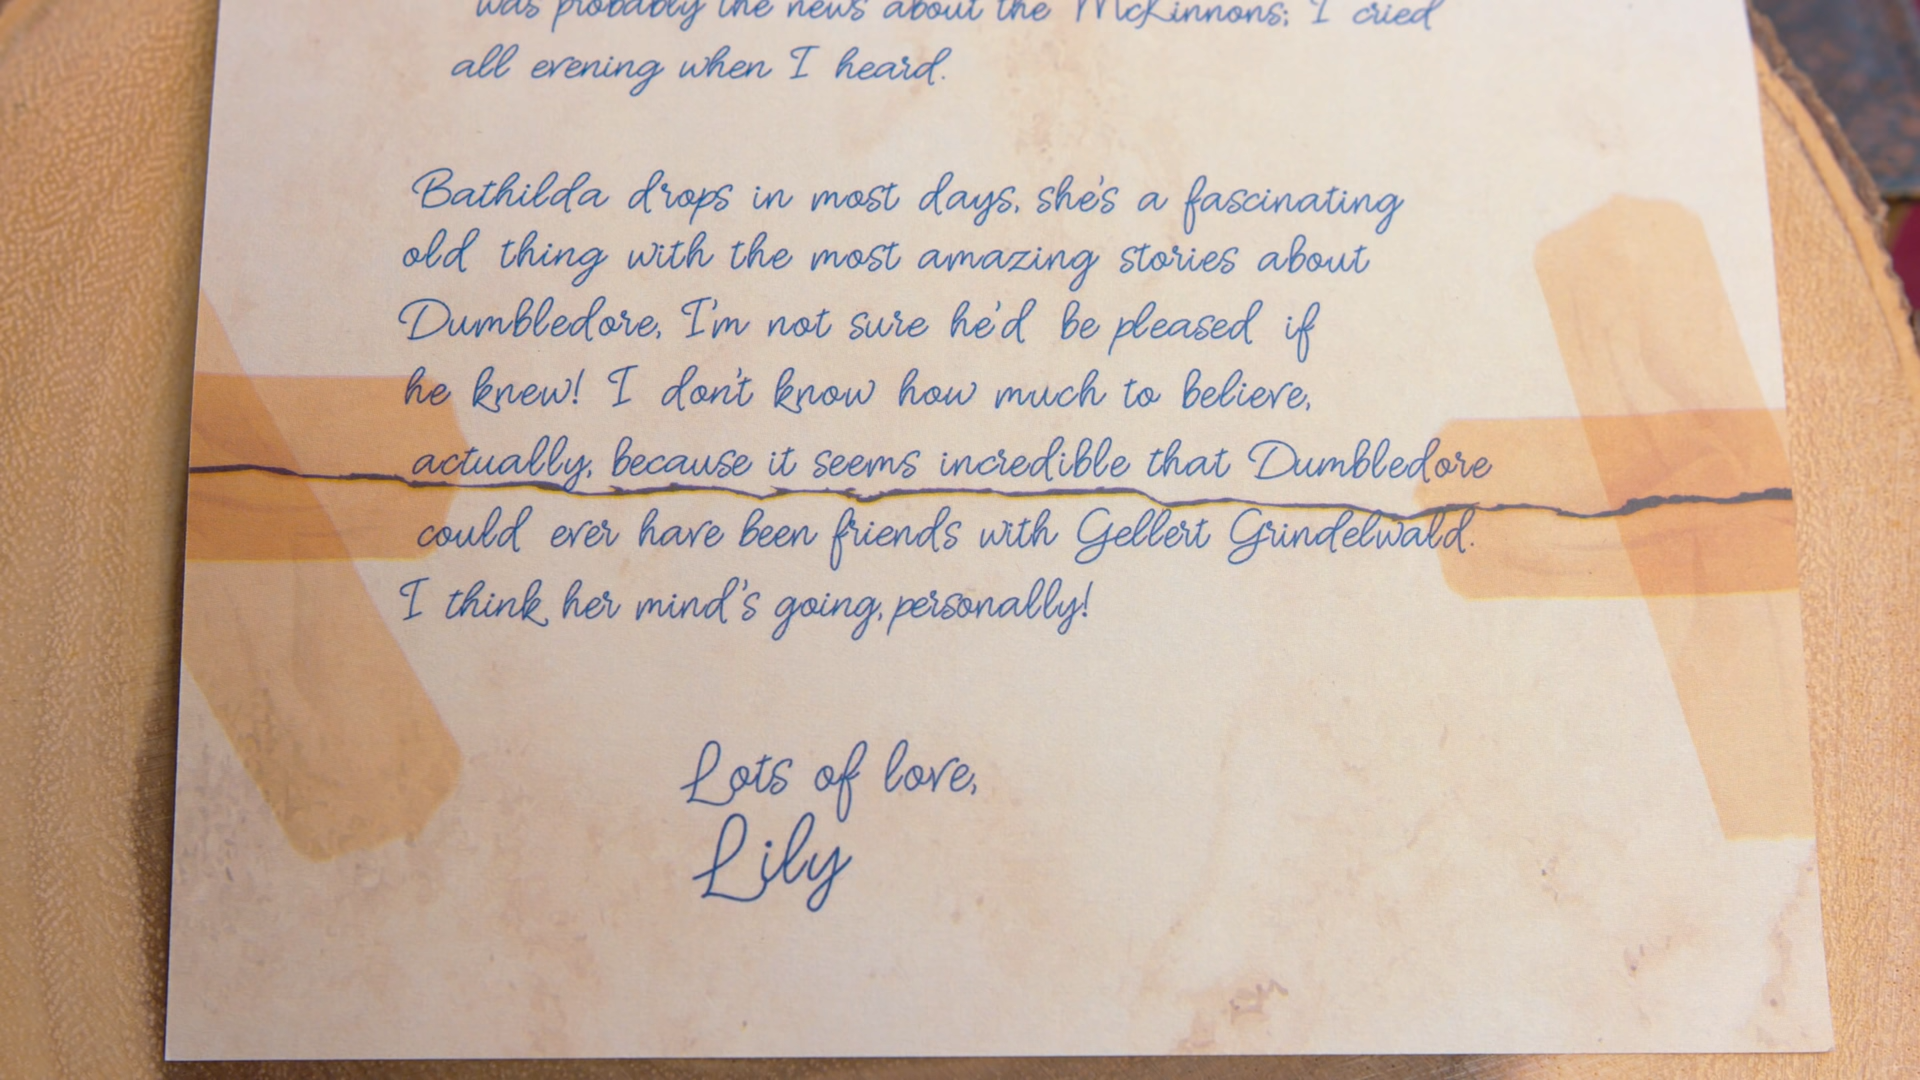 was probably the news about the McKinnons; I cried
all evening when I heard.
Bathilda drops in most days, she's a fascinating
old thing with the most amazing stories about
Dumbledore, I'm not sure he'd be pleased if
he knew! I don't know how much to believe,
actually, because it seems incredible that Dumbledore
could ever have been friends with Gellert Grindelwald.
I think her mind's going, personally!
Lots of love,
Lily